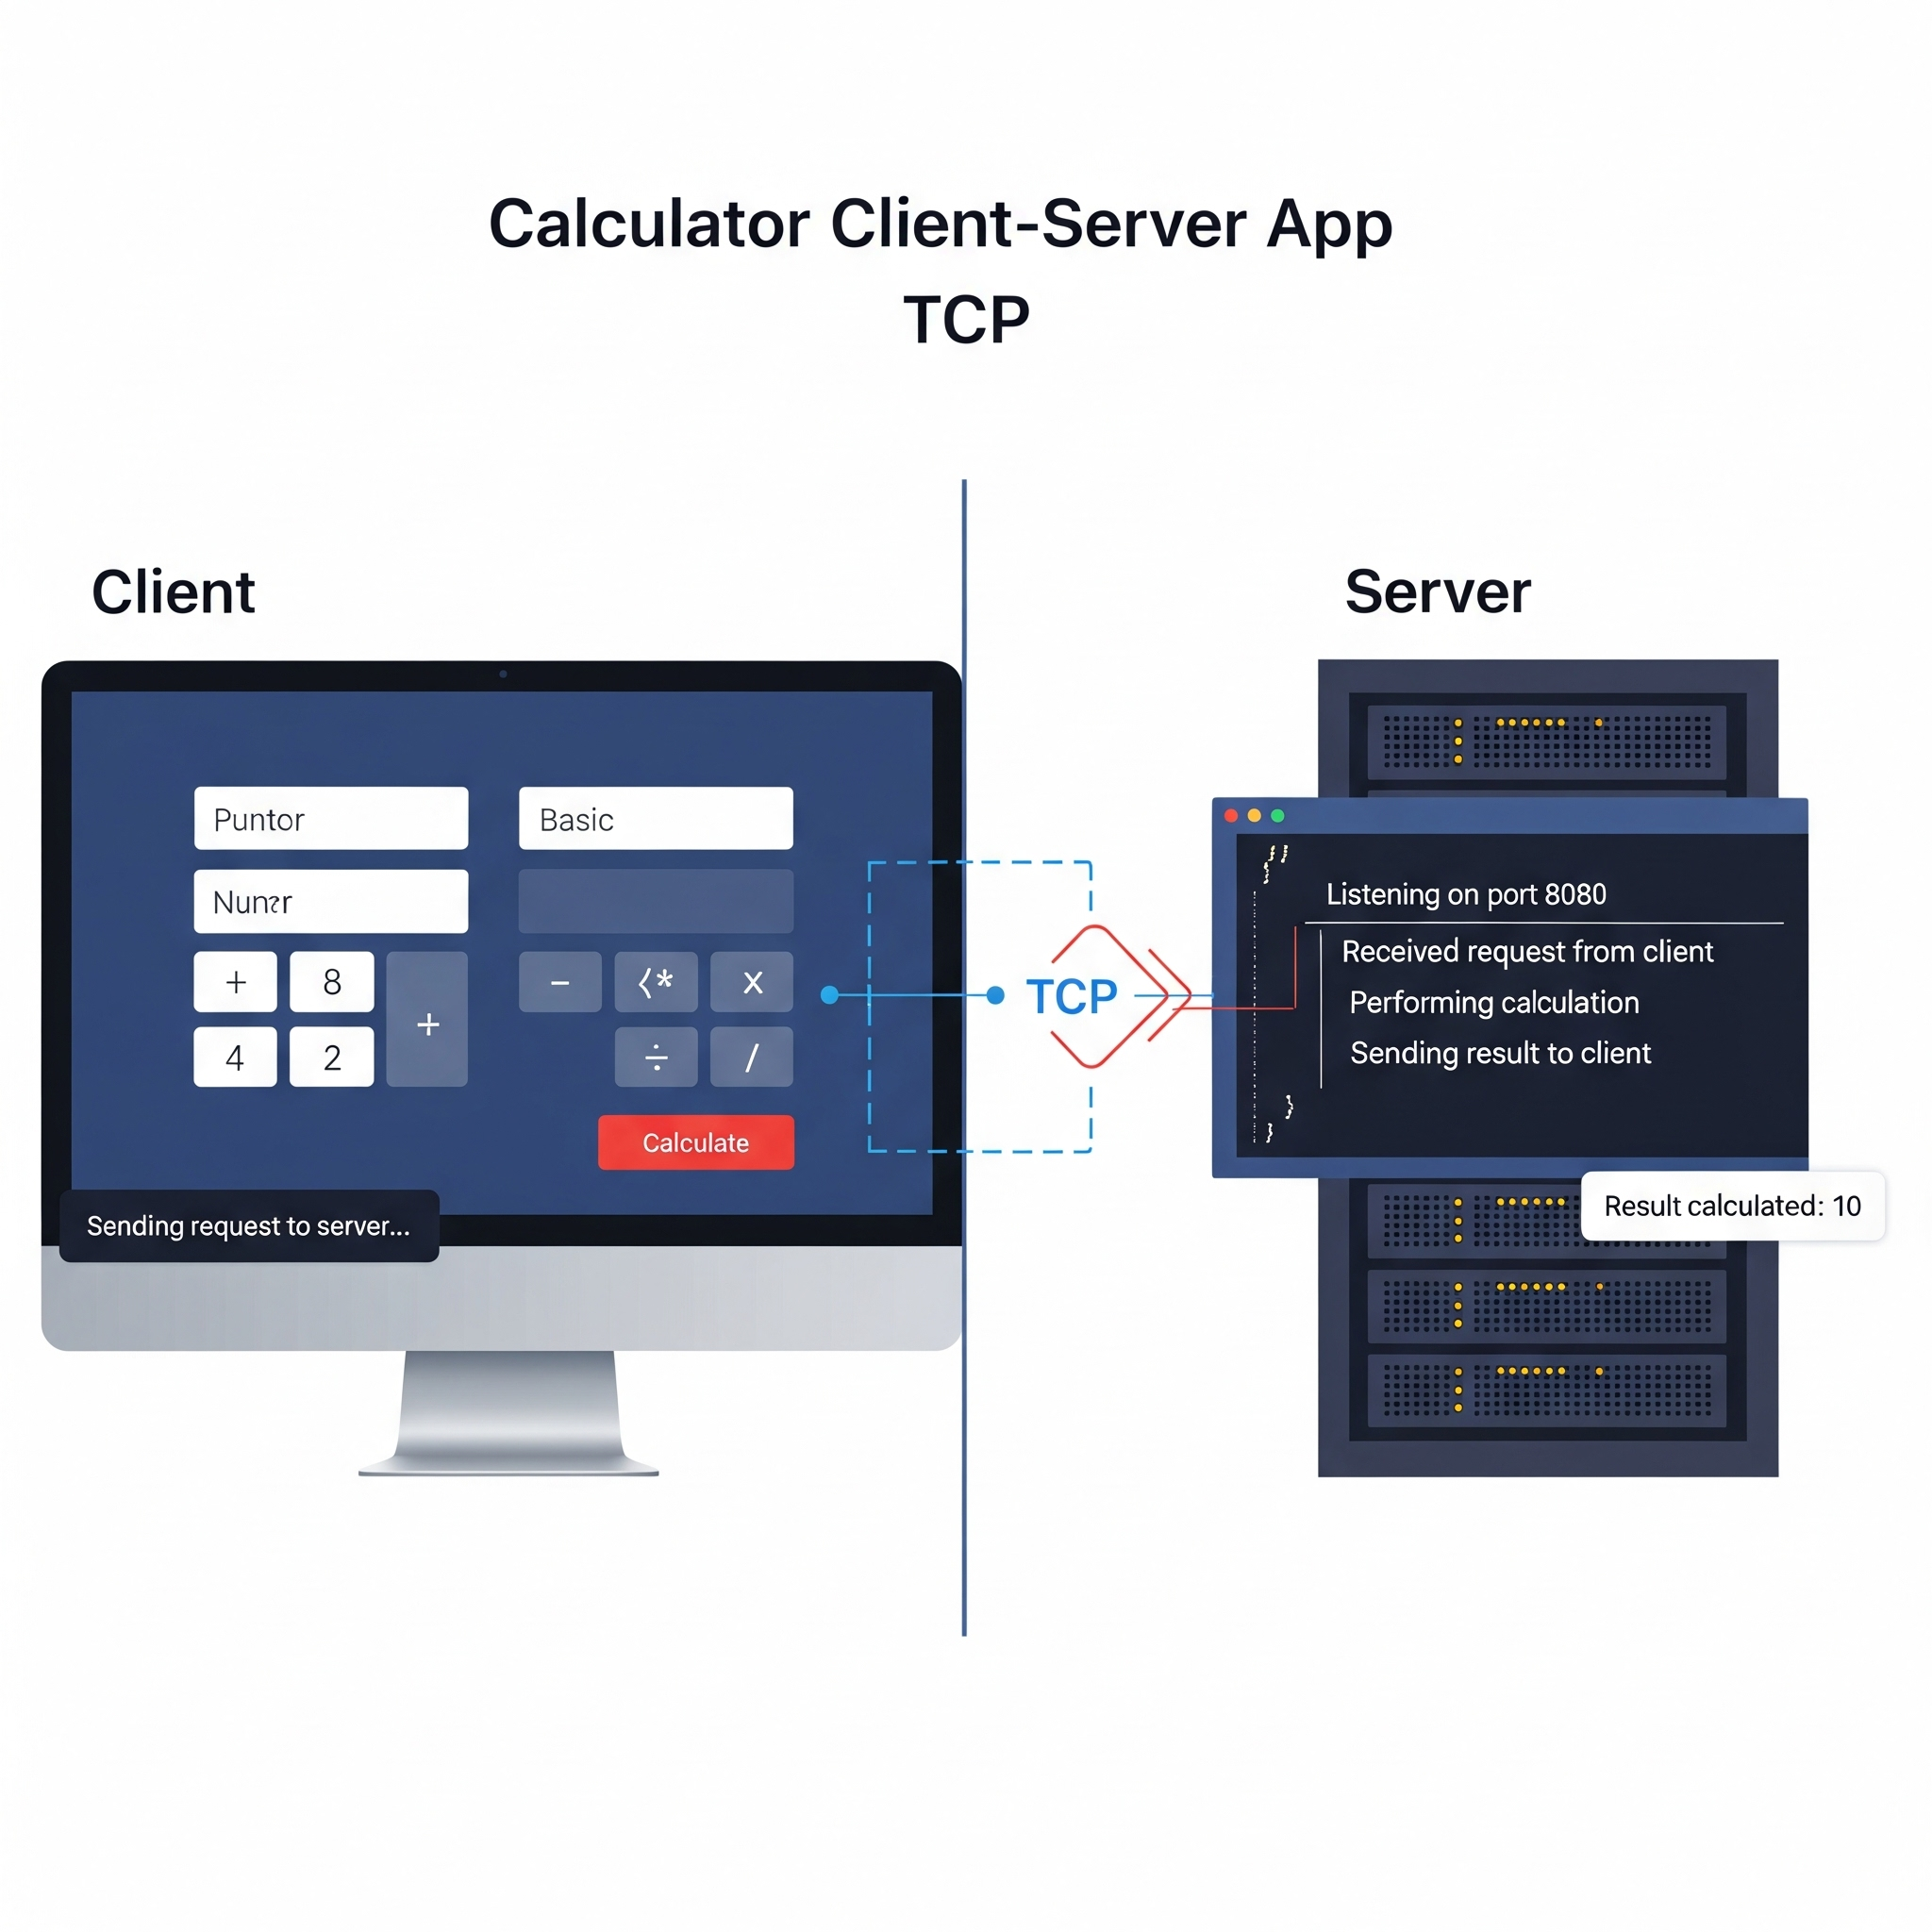 Calculator Client-Server App
TCP
Client
Server
Puntor
Basic
+ 8
+
4 2
- *  x
÷ /
Calculate
Sending request to server...
TCP
Listening on port 8080
Received request from client
Performing calculation
Sending result to client
Result calculated: 10